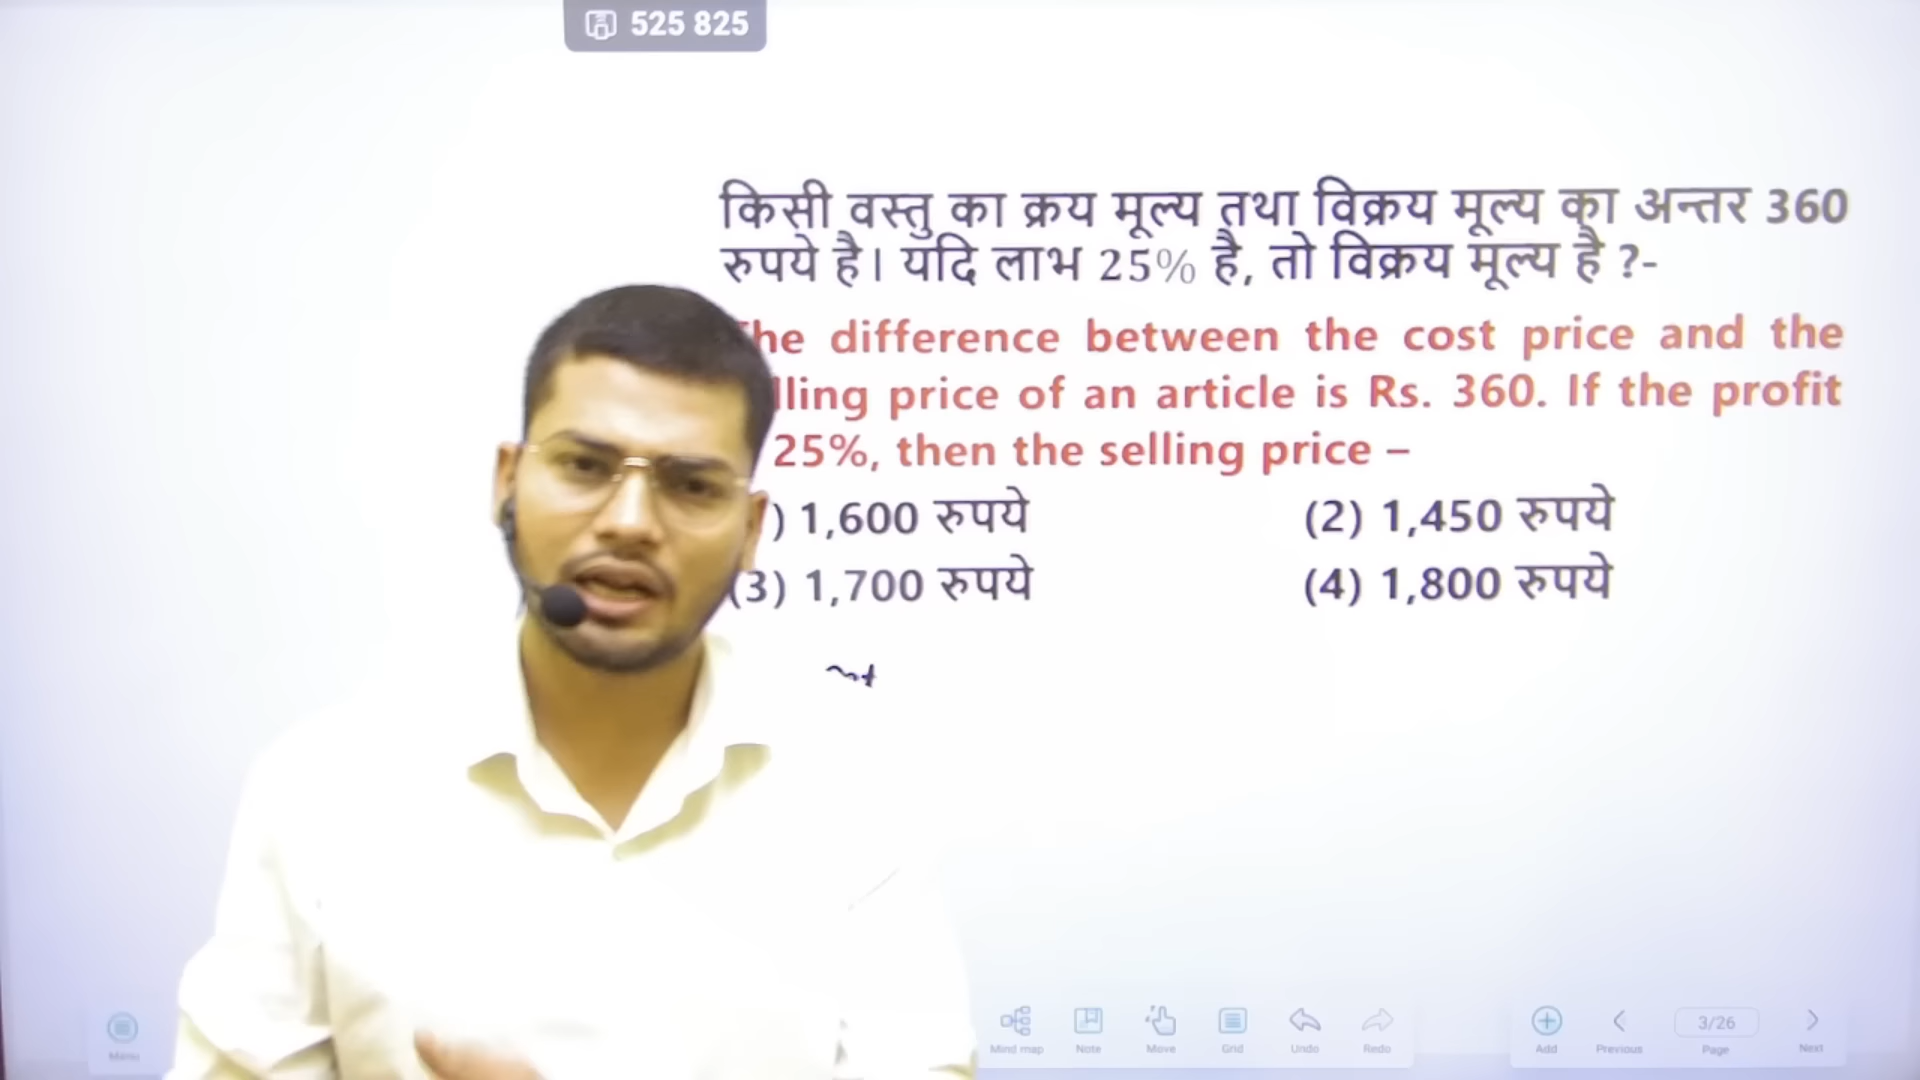 525 825
किसी वस्तु का क्रय मूल्य तथा विक्रय मूल्य का अन्तर 360
रुपये है। यदि लाभ 25% है, तो विक्रय मूल्य है ?-
he difference between the cost price and the
lling price of an article is Rs. 360. If the profit
25%, then the selling price –
) 1,600 रुपये (2) 1,450 रुपये
(3) 1,700 रुपये (4) 1,800 रुपये
Menu Mind map Note Move Grid Undo Redo Add Previous 3/26 Page Next